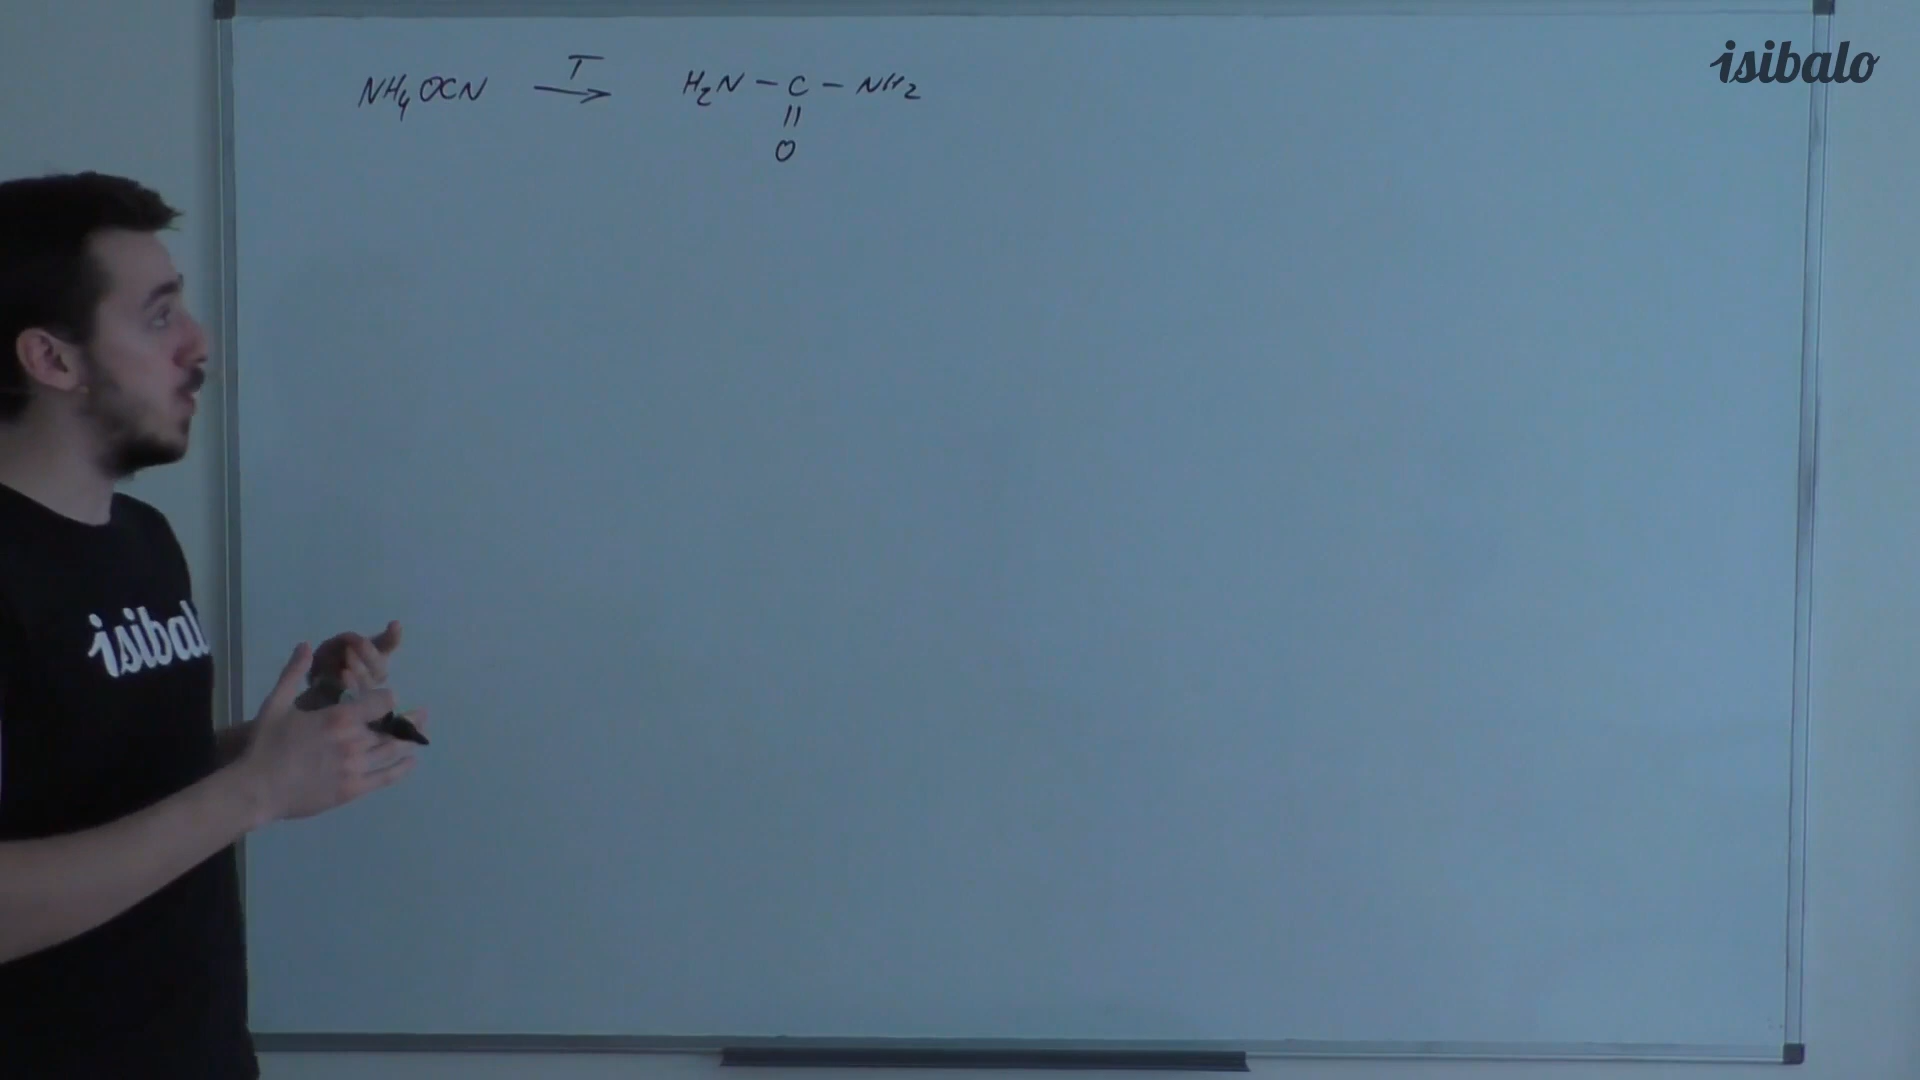 isibalo
T
NH4OCN → H2N – C – NH2
||
O
isibal